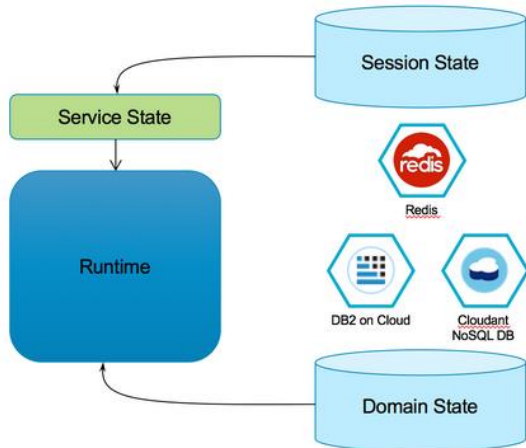 Session State
Service State
redis
Redis
Runtime
DB2 on Cloud
Cloudant
NoSQL DB
Domain State